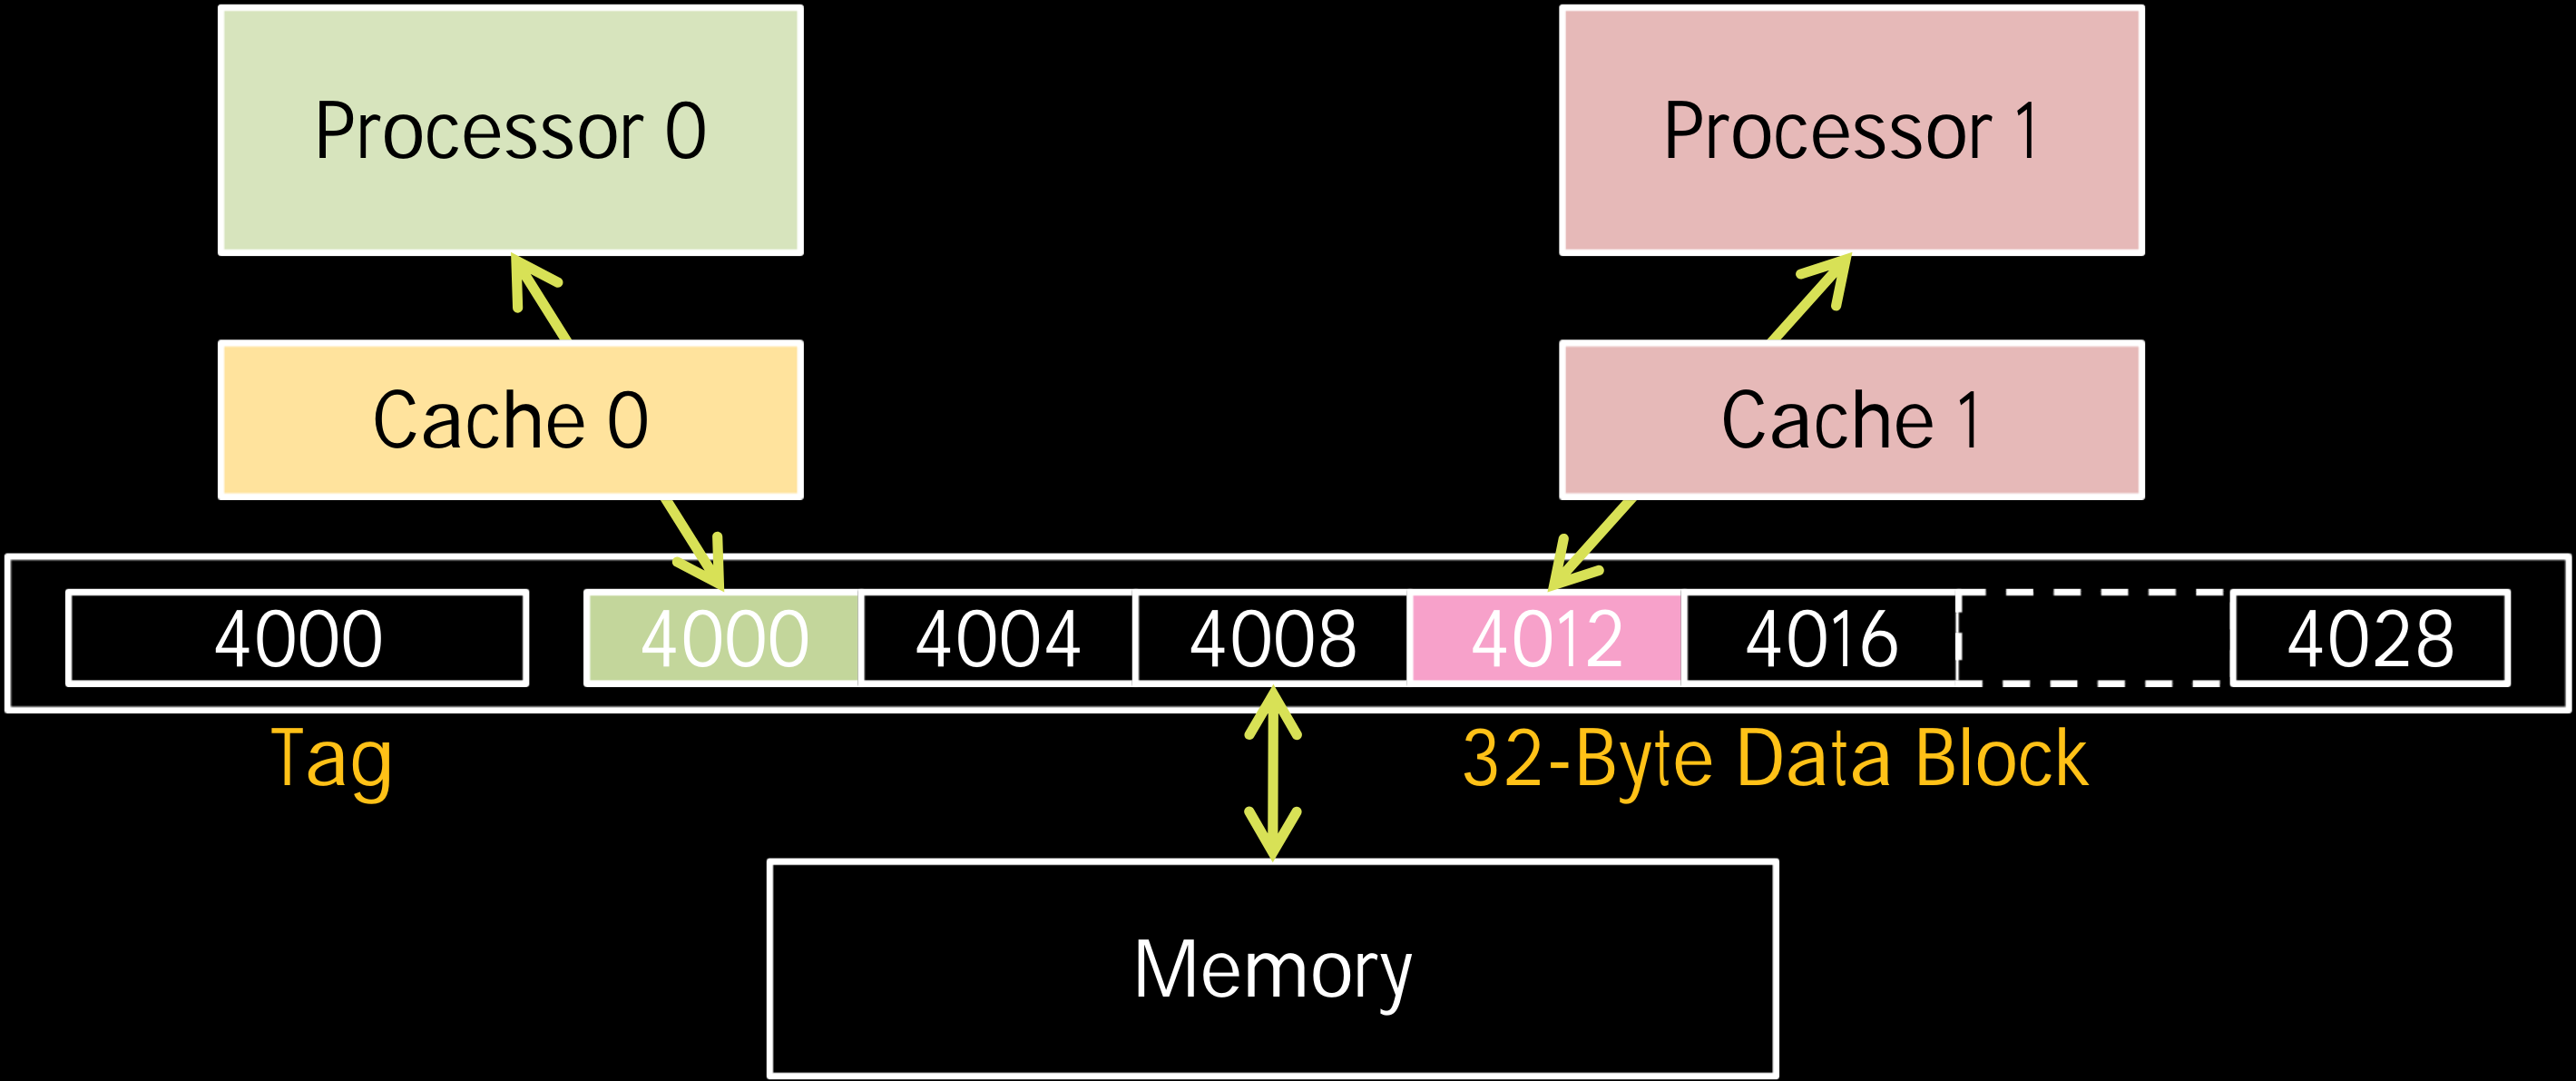 Processor 0
Processor 1
Cache 0
Cache 1
4000
4000
4004
4008
4012
4016
4028
Tag
32-Byte Data Block
Memory